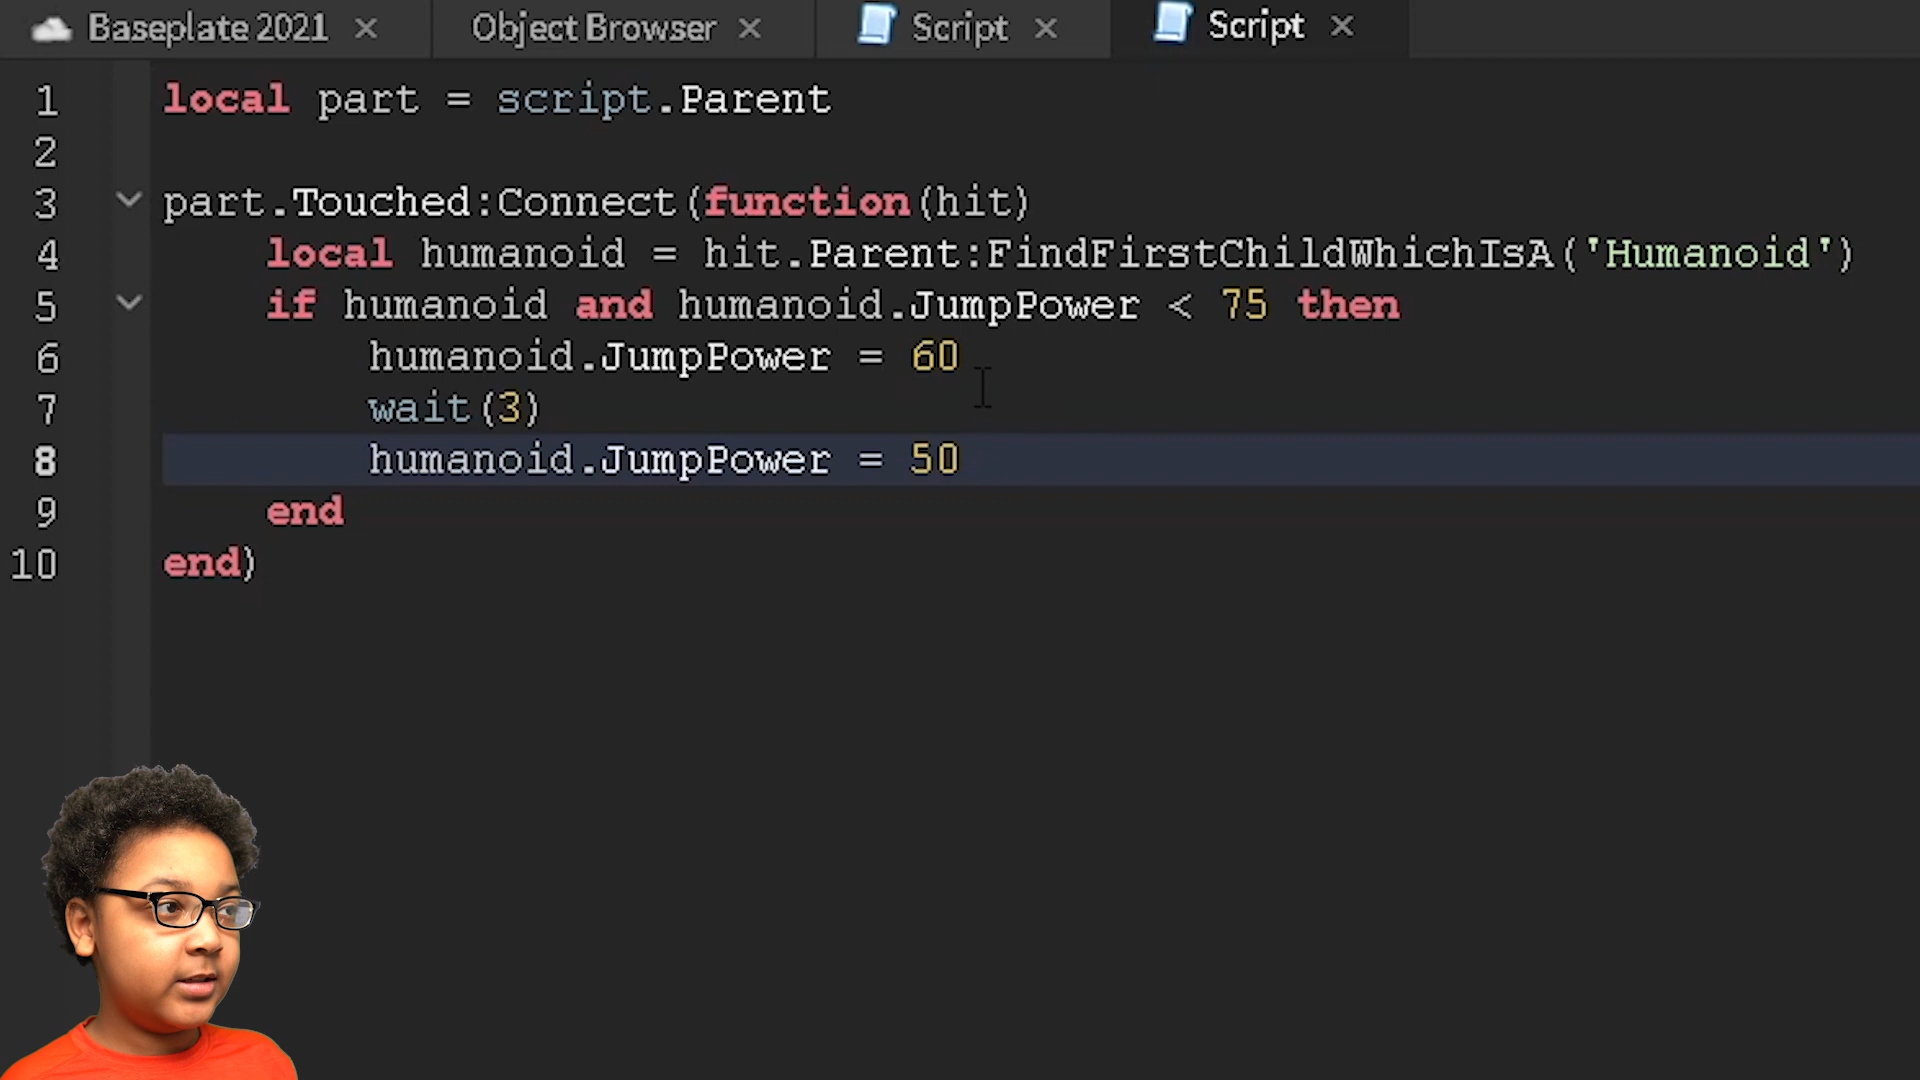 Baseplate 2021 × Object Browser × Script × Script ×
1 local part = script.Parent
2
3 part.Touched:Connect(function(hit)
4 local humanoid = hit.Parent:FindFirstChildWhichIsA('Humanoid')
5 if humanoid and humanoid.JumpPower < 75 then
6 humanoid.JumpPower = 60
7 wait(3)
8 humanoid.JumpPower = 50
9 end
10 end)